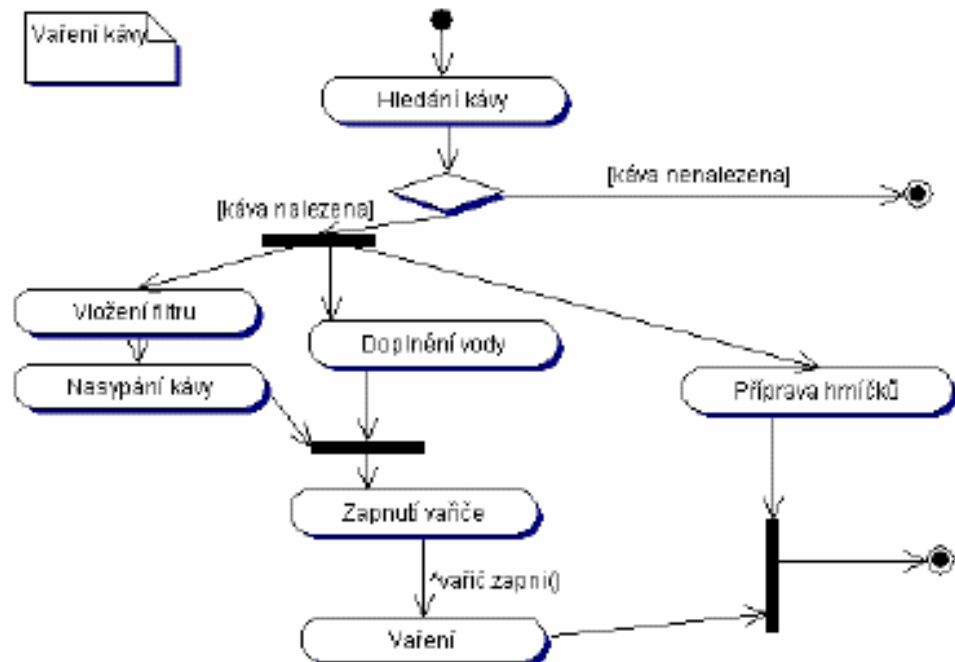 Vaření kávy
Hledání kávy
[káva nenalezena]
[káva nalezena]
Vložení filtru
Doplnění vody
Nasypání kávy
Příprava hrníčků
Zapnutí vařiče
^vařič.zapni()
Vaření